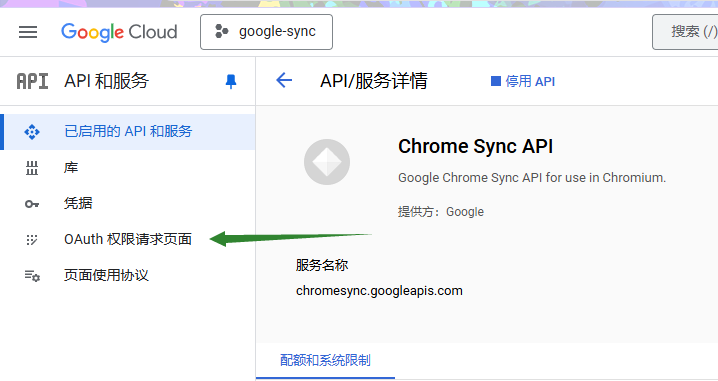 Google Cloud
google-sync
搜索 (/)
API
API 和服务
API/服务详情
停用 API
已启用的 API 和服务
库
凭据
OAuth 权限请求页面
页面使用协议
Chrome Sync API
Google Chrome Sync API for use in Chromium.
提供方：Google
服务名称
chromesync.googleapis.com
配额和系统限制